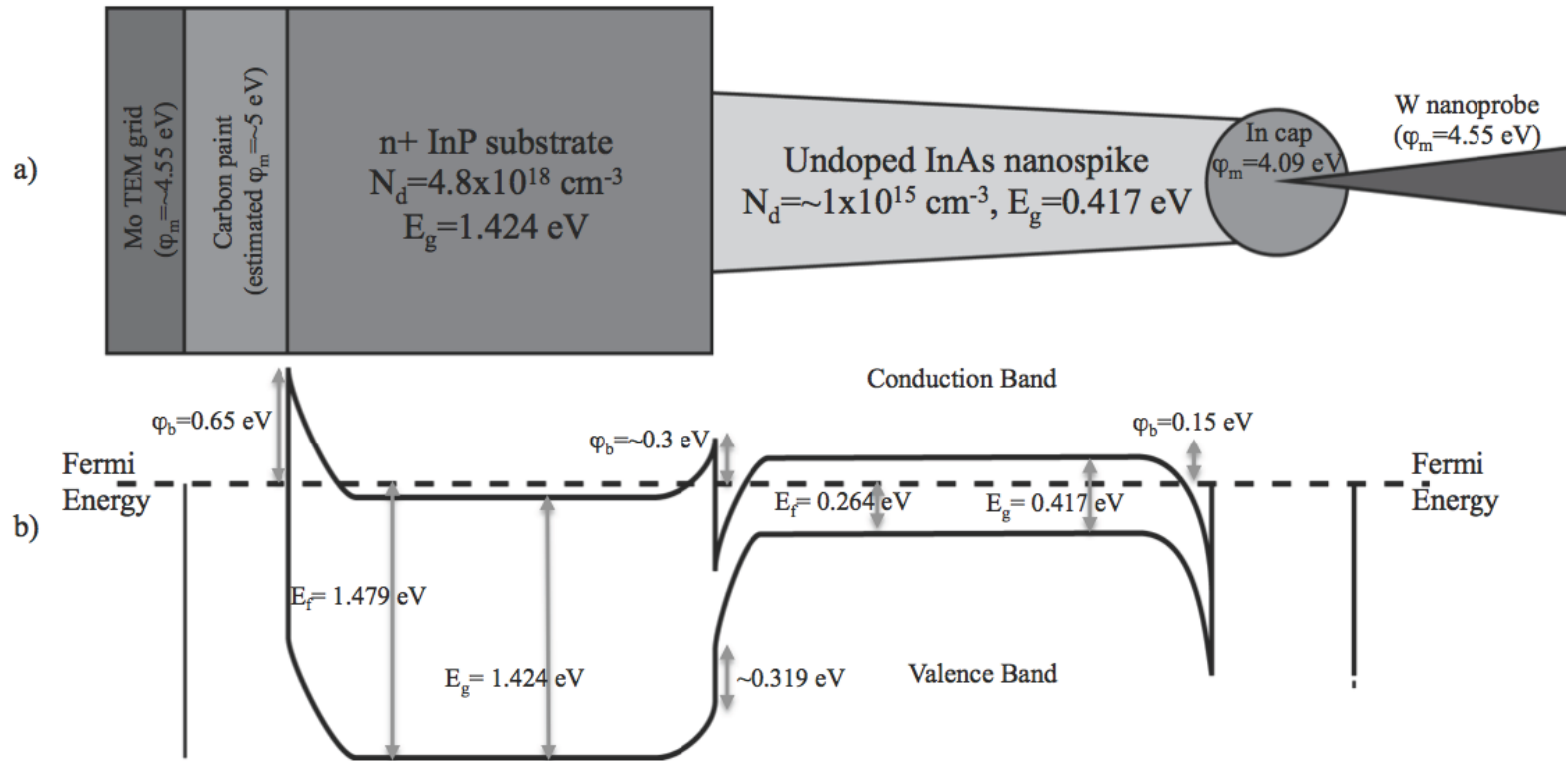 a)
Mo TEM grid
(φm=~4.55 eV)
Carbon paint
(estimated φm=~5 eV)
n+ InP substrate
Nd=4.8x10¹⁸ cm⁻³
Eg=1.424 eV
Undoped InAs nanospike
Nd=~1x10¹⁵ cm⁻³, Eg=0.417 eV
In cap
φm=4.09 eV
W nanoprobe
(φm=4.55 eV)
b)
Conduction Band
φb=0.65 eV
φb=~0.3 eV
φb=0.15 eV
Fermi
Energy
Ef= 0.264 eV
Eg= 0.417 eV
Fermi
Energy
Ef= 1.479 eV
Eg= 1.424 eV
~0.319 eV
Valence Band